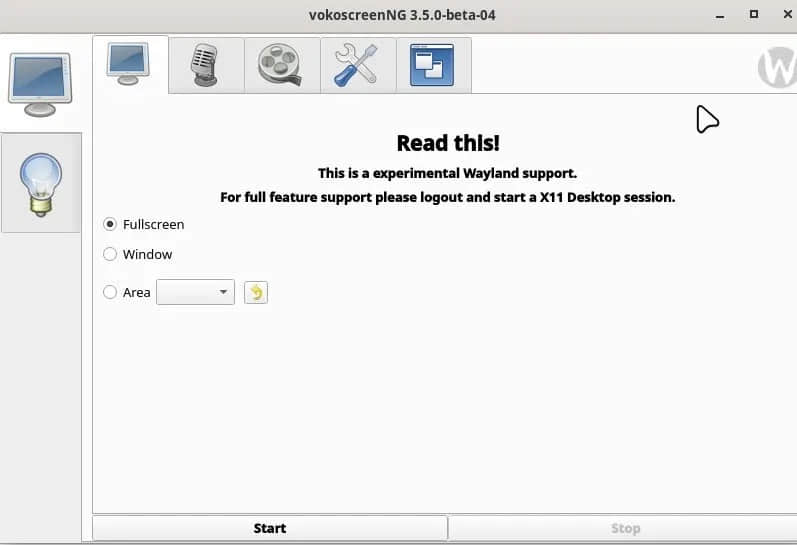 vokoscreenNG 3.5.0-beta-04
W
Read this!
This is a experimental Wayland support.
For full feature support please logout and start a X11 Desktop session.
Fullscreen
Window
Area
Start
Stop